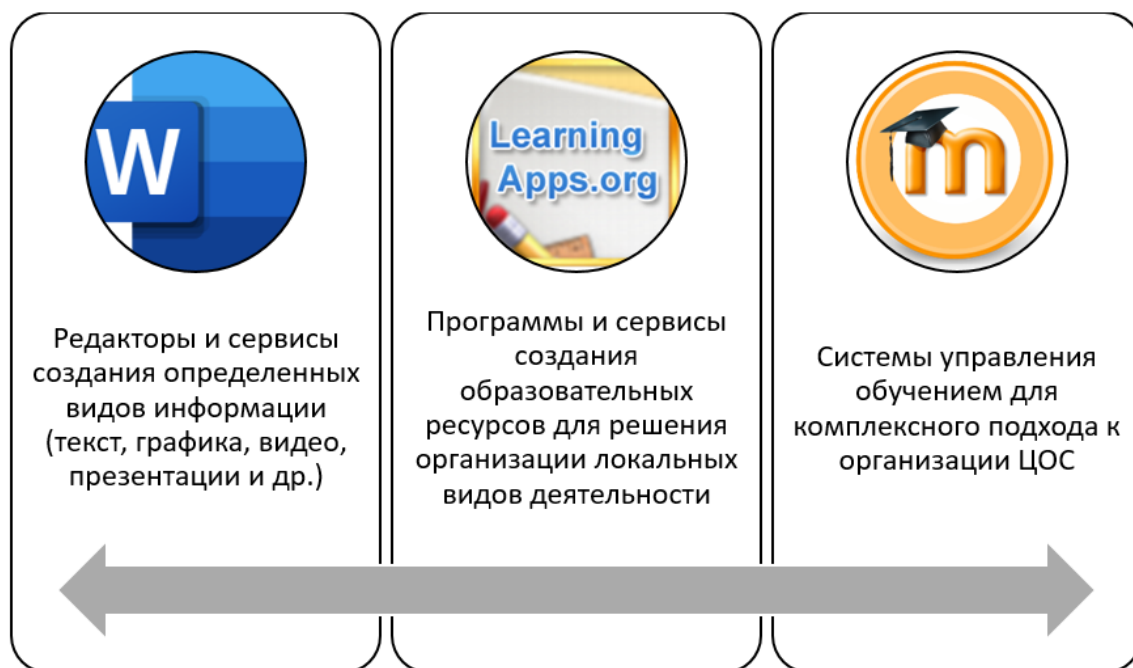 W
Learning
Apps.org
m
Редакторы и сервисы
создания определенных
видов информации
(текст, графика, видео,
презентации и др.)
Программы и сервисы
создания
образовательных
ресурсов для решения
организации локальных
видов деятельности
Системы управления
обучением для
комплексного подхода к
организации ЦОС